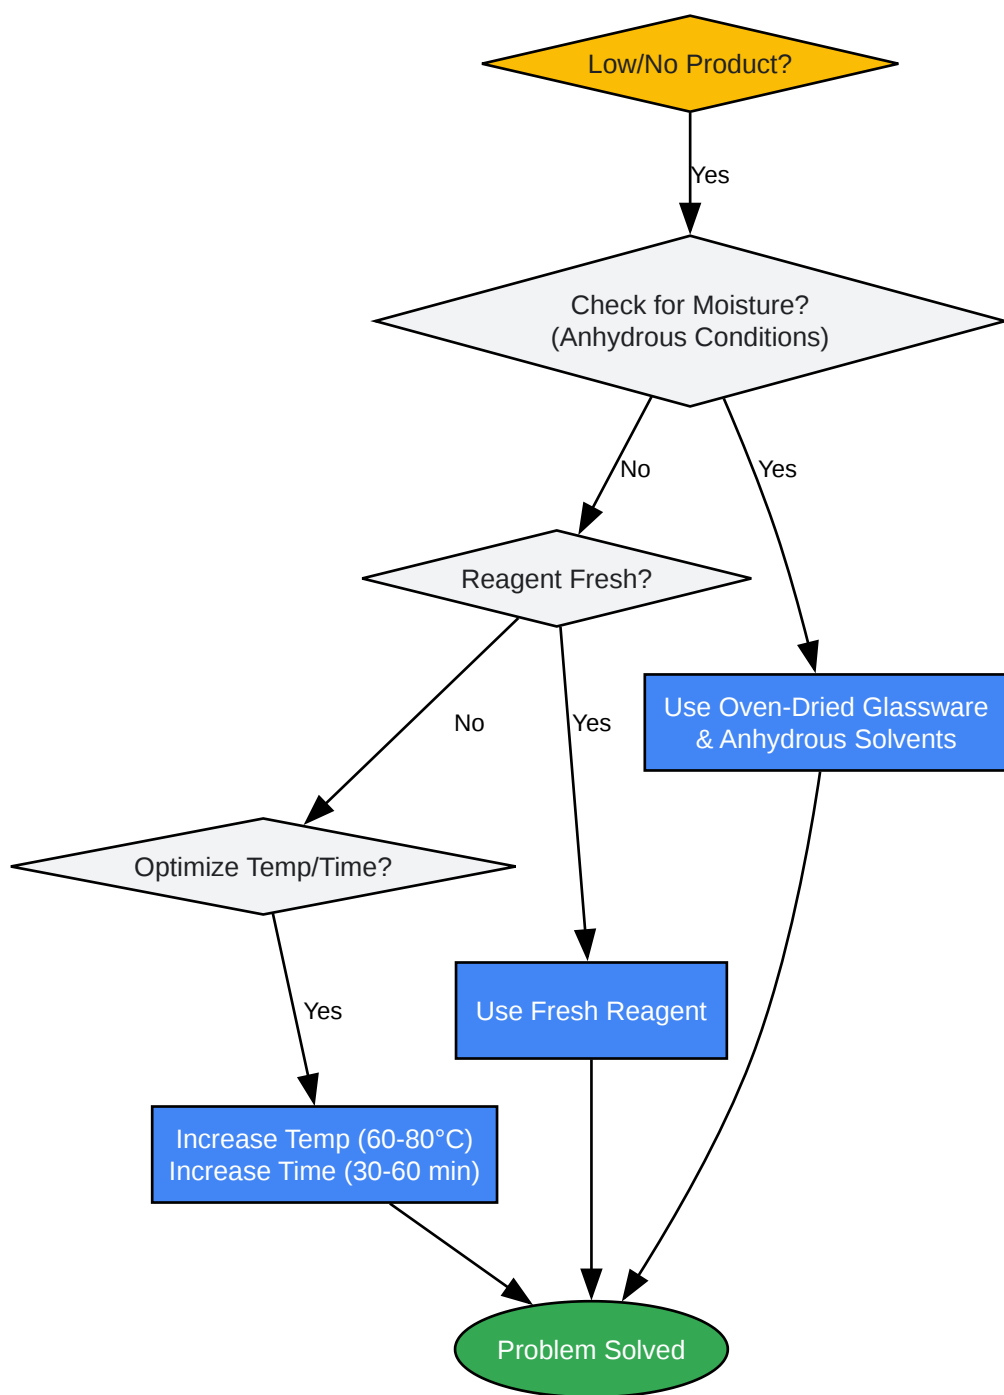 Low/No Product?
Yes
Check for Moisture?
(Anhydrous Conditions)
No
Yes
Reagent Fresh?
Use Oven-Dried Glassware
& Anhydrous Solvents
No
Yes
Optimize Temp/Time?
Yes
Use Fresh Reagent
Increase Temp (60-80°C)
Increase Time (30-60 min)
Problem Solved